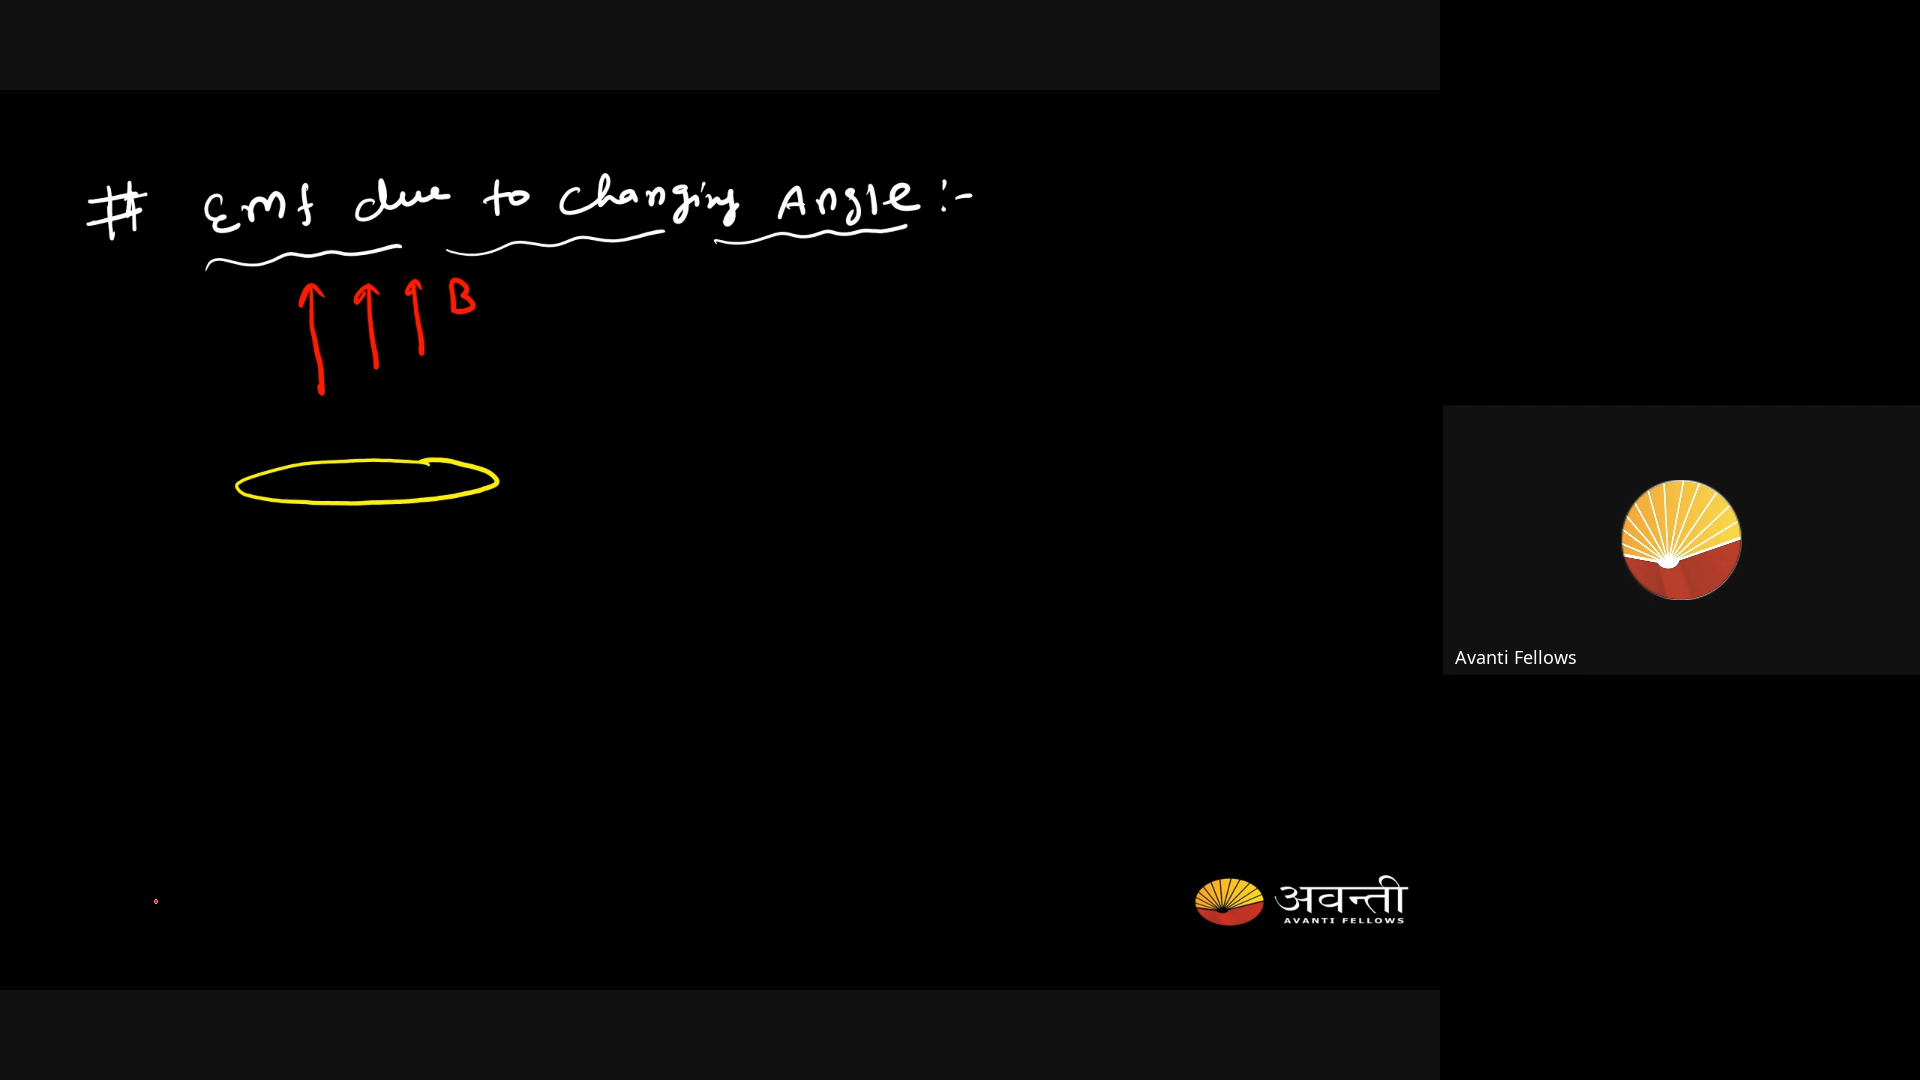 # Emf due to changing Angle :-
B
Avanti Fellows
अवन्ती
AVANTI FELLOWS